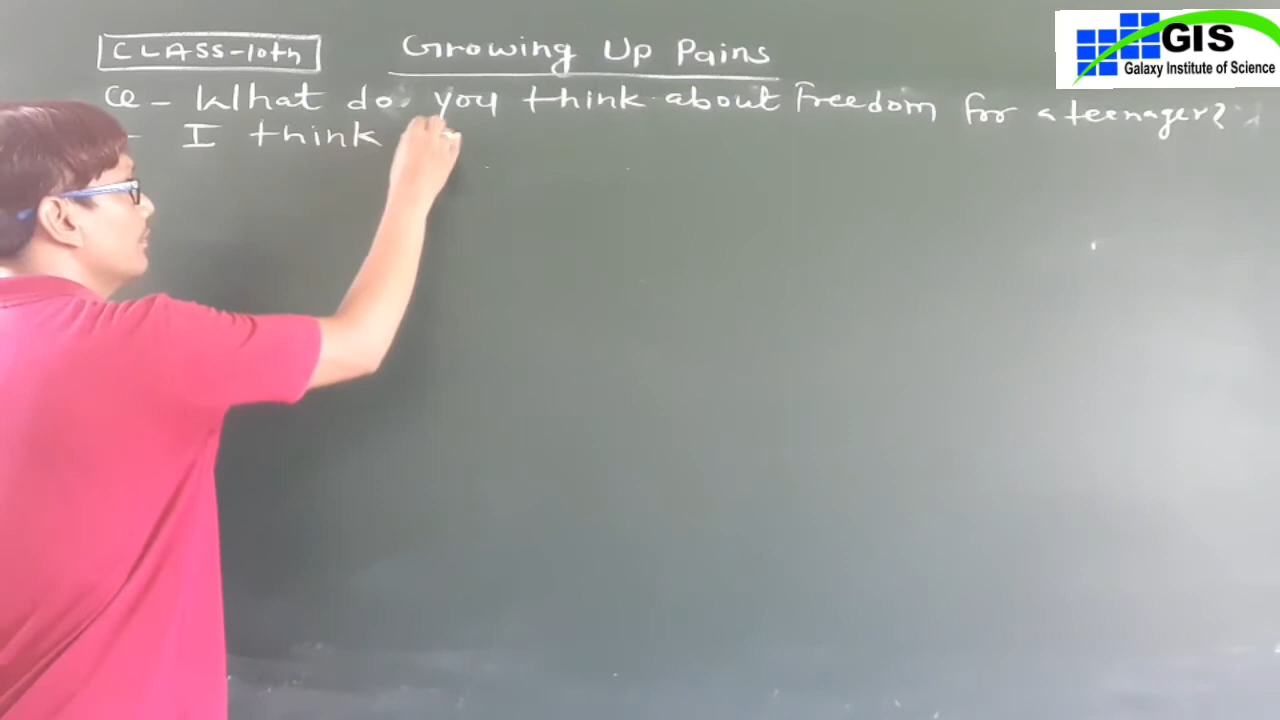 CLASS-10th Growing Up Pains
Q - What do you think about Freedom for a teenager?
- I think
GIS
Galaxy Institute of Science